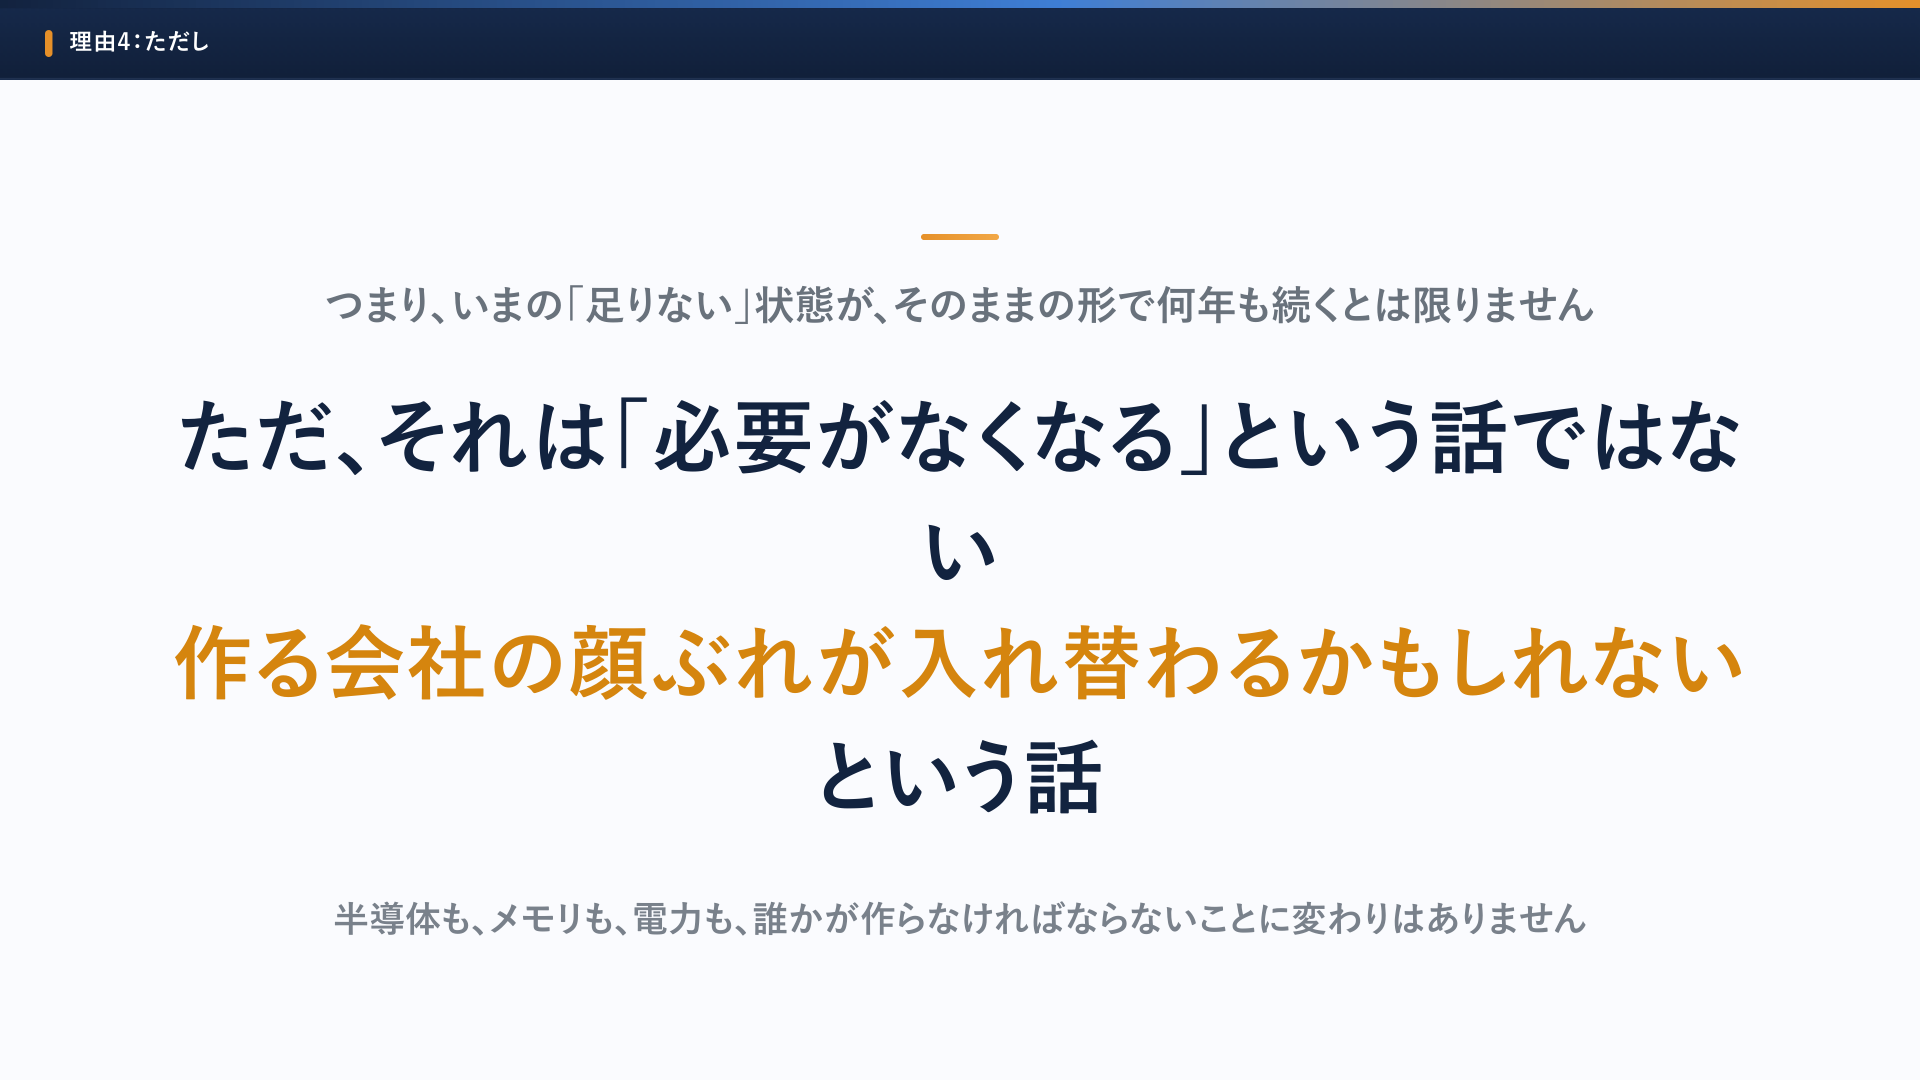 理由4：ただし
つまり、いまの「足りない」状態が、そのままの形で何年も続くとは限りません
ただ、それは「必要がなくなる」という話ではな
い
作る会社の顔ぶれが入れ替わるかもしれない
という話
半導体も、メモリも、電力も、誰かが作らなければならないことに変わりはありません